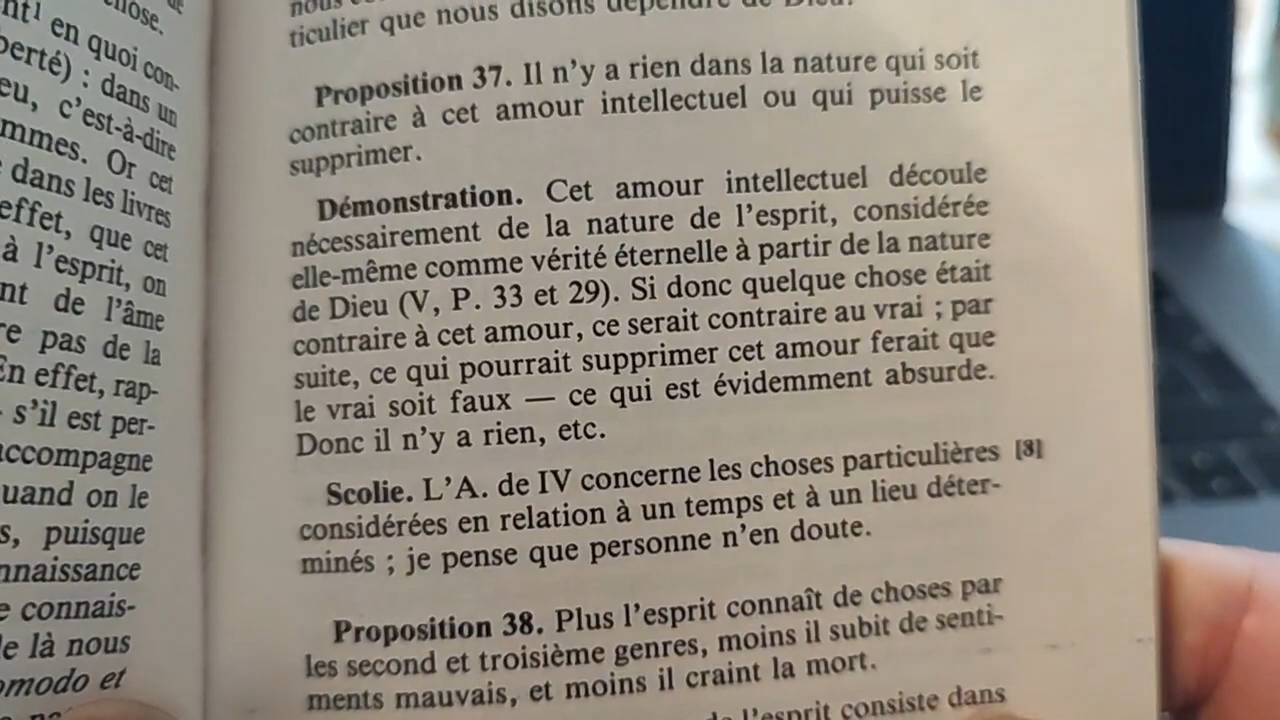 chose.
nt¹ en quoi con-
berté) : dans un
eu, c'est-à-dire
mmes. Or cet
dans les livres
effet, que cet
à l'esprit, on
nt de l'âme
re pas de la
En effet, rap-
s'il est per-
accompagne
uand on le
s, puisque
nnaissance
e connais-
le là nous
omodo et
nous
ticulier que nous disons dépendre de Dieu.
Proposition 37. Il n'y a rien dans la nature qui soit
contraire à cet amour intellectuel ou qui puisse le
supprimer.
Démonstration. Cet amour intellectuel découle
nécessairement de la nature de l'esprit, considérée
elle-même comme vérité éternelle à partir de la nature
de Dieu (V, P. 33 et 29). Si donc quelque chose était
contraire à cet amour, ce serait contraire au vrai ; par
suite, ce qui pourrait supprimer cet amour ferait que
le vrai soit faux — ce qui est évidemment absurde.
Donc il n'y a rien, etc.
Scolie. L'A. de IV concerne les choses particulières [3]
considérées en relation à un temps et à un lieu déter-
minés ; je pense que personne n'en doute.
Proposition 38. Plus l'esprit connaît de choses par
les second et troisième genres, moins il subit de senti-
ments mauvais, et moins il craint la mort.
de l'esprit consiste dans